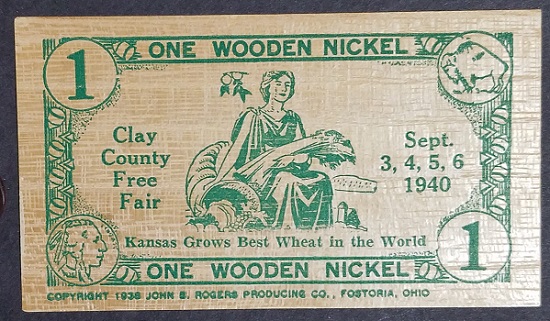 ONE WOODEN NICKEL
1
Clay
County
Free
Fair
Sept.
3, 4, 5, 6
1940
Kansas Grows Best Wheat in the World
1
ONE WOODEN NICKEL
COPYRIGHT 1938 JOHN S. ROGERS PRODUCING CO., FOSTORIA, OHIO